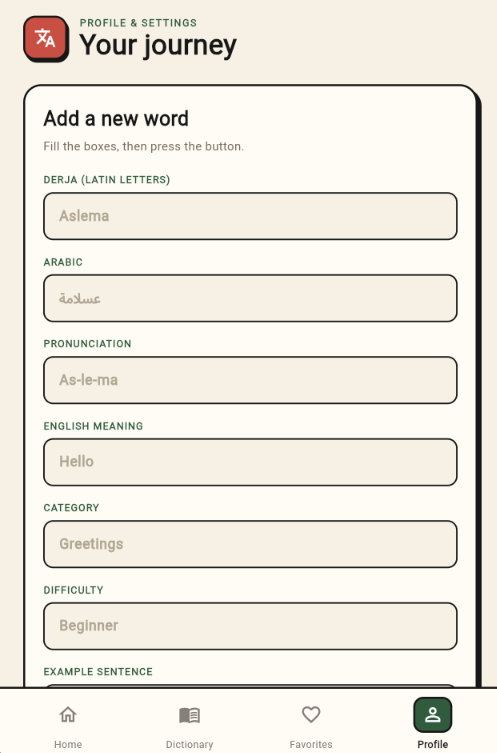 PROFILE & SETTINGS
Your journey
Add a new word
Fill the boxes, then press the button.
DERJA (LATIN LETTERS)
Aslema
ARABIC
عسلامة
PRONUNCIATION
As-le-ma
ENGLISH MEANING
Hello
CATEGORY
Greetings
DIFFICULTY
Beginner
EXAMPLE SENTENCE
Home
Dictionary
Favorites
Profile